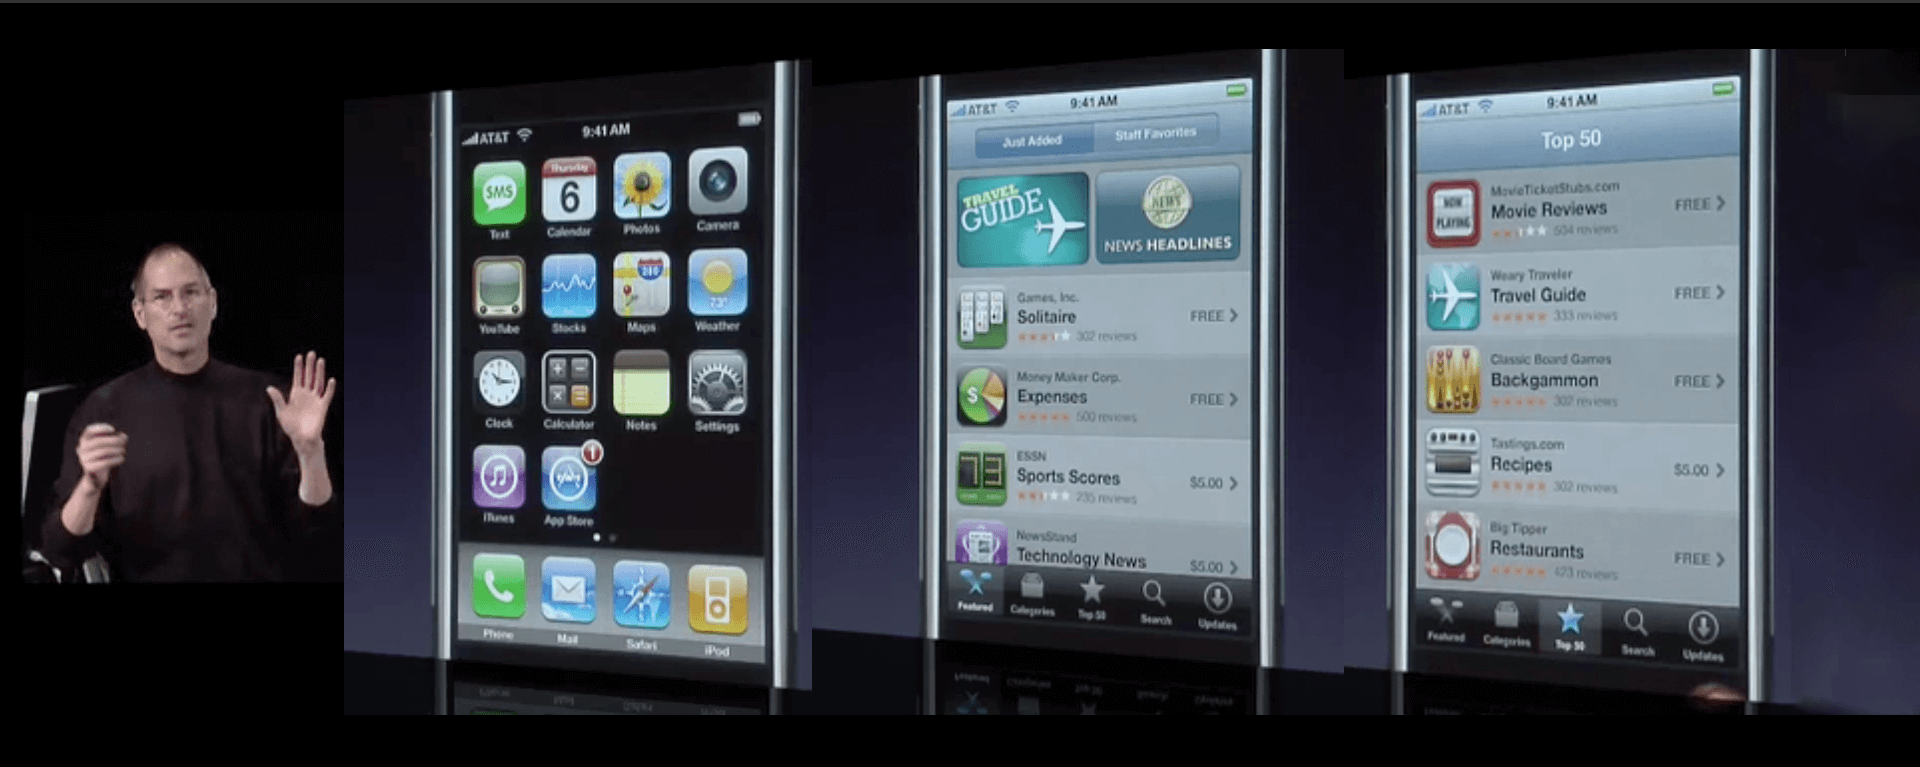 AT&T 9:41 AM
SMS
Thursday
6
280
73°
Text Calendar Photos Camera
YouTube Stocks Maps Weather
Clock Calculator Notes Settings
1
iTunes App Store
Phone Mail Safari iPod
AT&T 9:41 AM
Just Added Staff Favorites
TRAVEL
GUIDE
NEWS
NEWS HEADLINES
Games, Inc.
Solitaire FREE
302 reviews
Money Maker Corp.
$
Expenses FREE
500 reviews
ESSN
Sports Scores $5.00
235 reviews
NewsStand
Technology News $5.00
Featured Categories Top 50 Search Updates
AT&T 9:41 AM
Top 50
MovieTicketStubs.com
NOW
PLAYING
Movie Reviews FREE
504 reviews
Weary Traveler
Travel Guide FREE
333 reviews
Classic Board Games
Backgammon FREE
302 reviews
Tastings.com
Recipes $5.00
302 reviews
Big Tipper
Restaurants FREE
423 reviews
Featured Categories Top 50 Search Updates